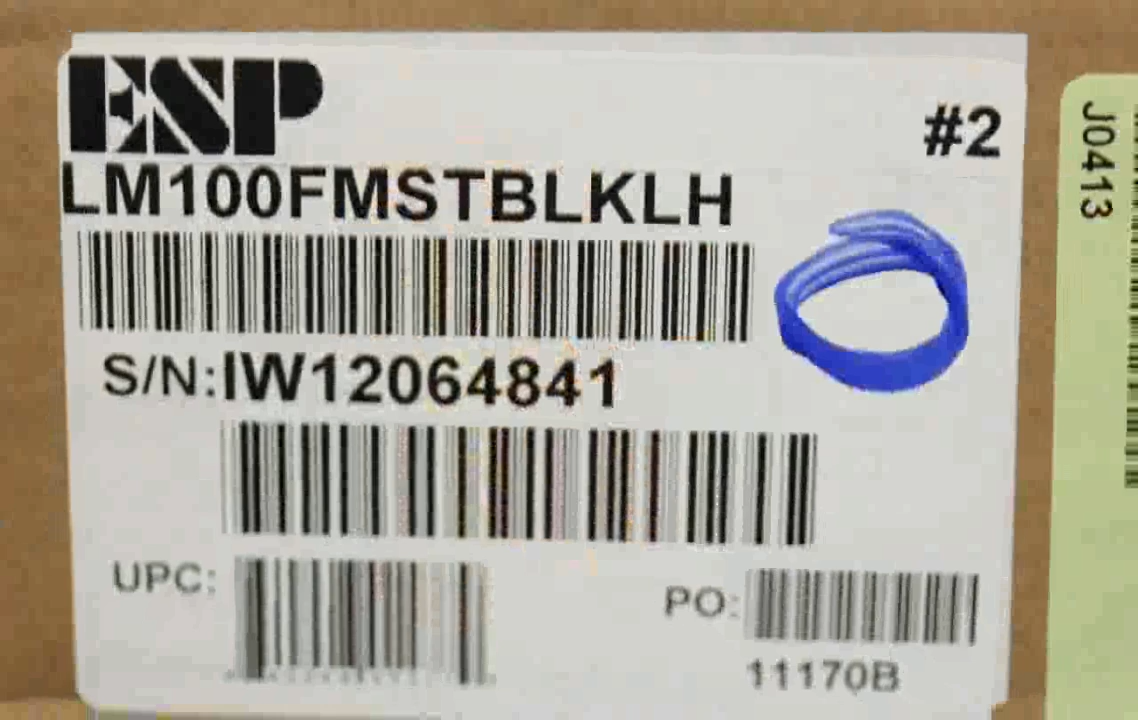 ESP
#2
LM100FMSTBLKLH
S/N:IW12064841
UPC:
PO:
11170B
J0413